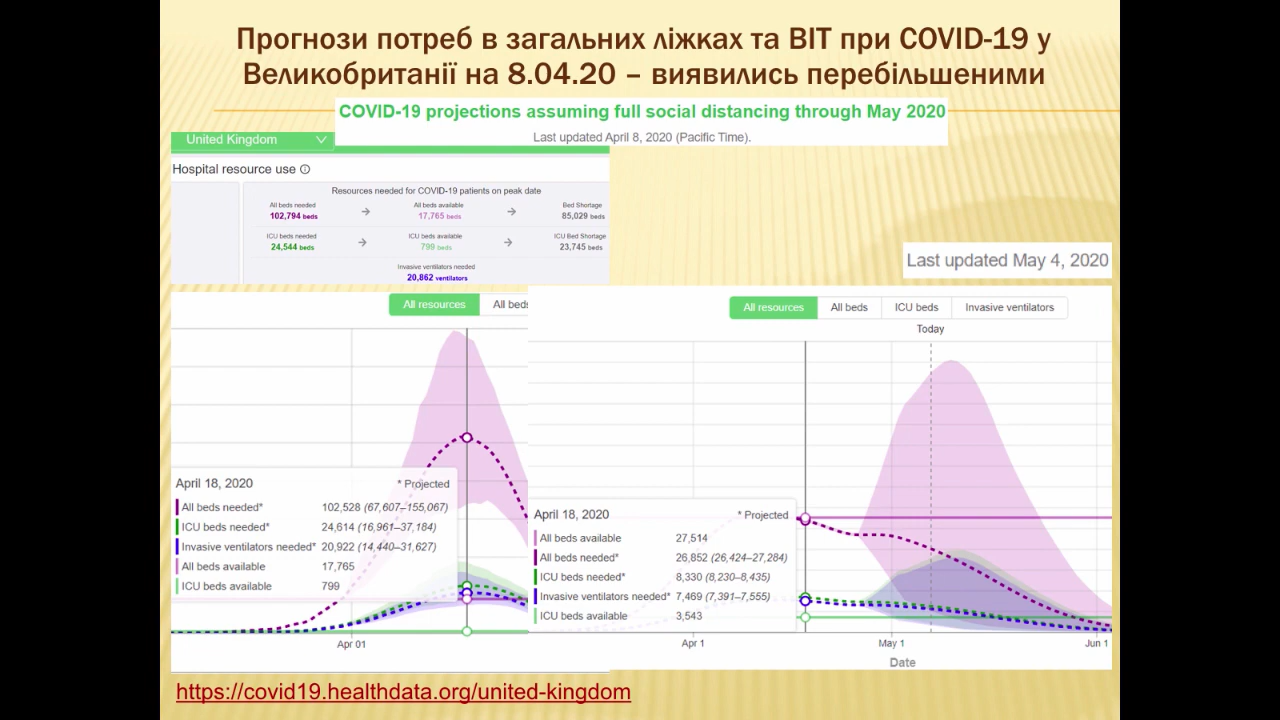 Прогнози потреб в загальних ліжках та ВІТ при COVID-19 у
Великобританії на 8.04.20 – виявились перебільшеними
COVID-19 projections assuming full social distancing through May 2020
Last updated April 8, 2020 (Pacific Time).
United Kingdom
Hospital resource use
Resources needed for COVID-19 patients on peak date
All beds needed
102,794 beds
All beds available
17,765 beds
Bed Shortage
85,029 beds
ICU beds needed
24,544 beds
ICU beds available
799 beds
ICU Bed Shortage
23,745 beds
Invasive ventilators needed
20,862 ventilators
Last updated May 4, 2020
All resources All beds
April 18, 2020 * Projected
All beds needed* 102,528 (67,607–155,067)
ICU beds needed* 24,614 (16,961–37,184)
Invasive ventilators needed* 20,922 (14,440–31,627)
All beds available 17,765
ICU beds available 799
Apr 01
All resources All beds ICU beds Invasive ventilators
Today
April 18, 2020 * Projected
All beds available 27,514
All beds needed* 26,852 (26,424–27,284)
ICU beds needed* 8,330 (8,230–8,435)
Invasive ventilators needed* 7,469 (7,391–7,555)
ICU beds available 3,543
Apr 1 May 1 Jun 1
Date
https://covid19.healthdata.org/united-kingdom